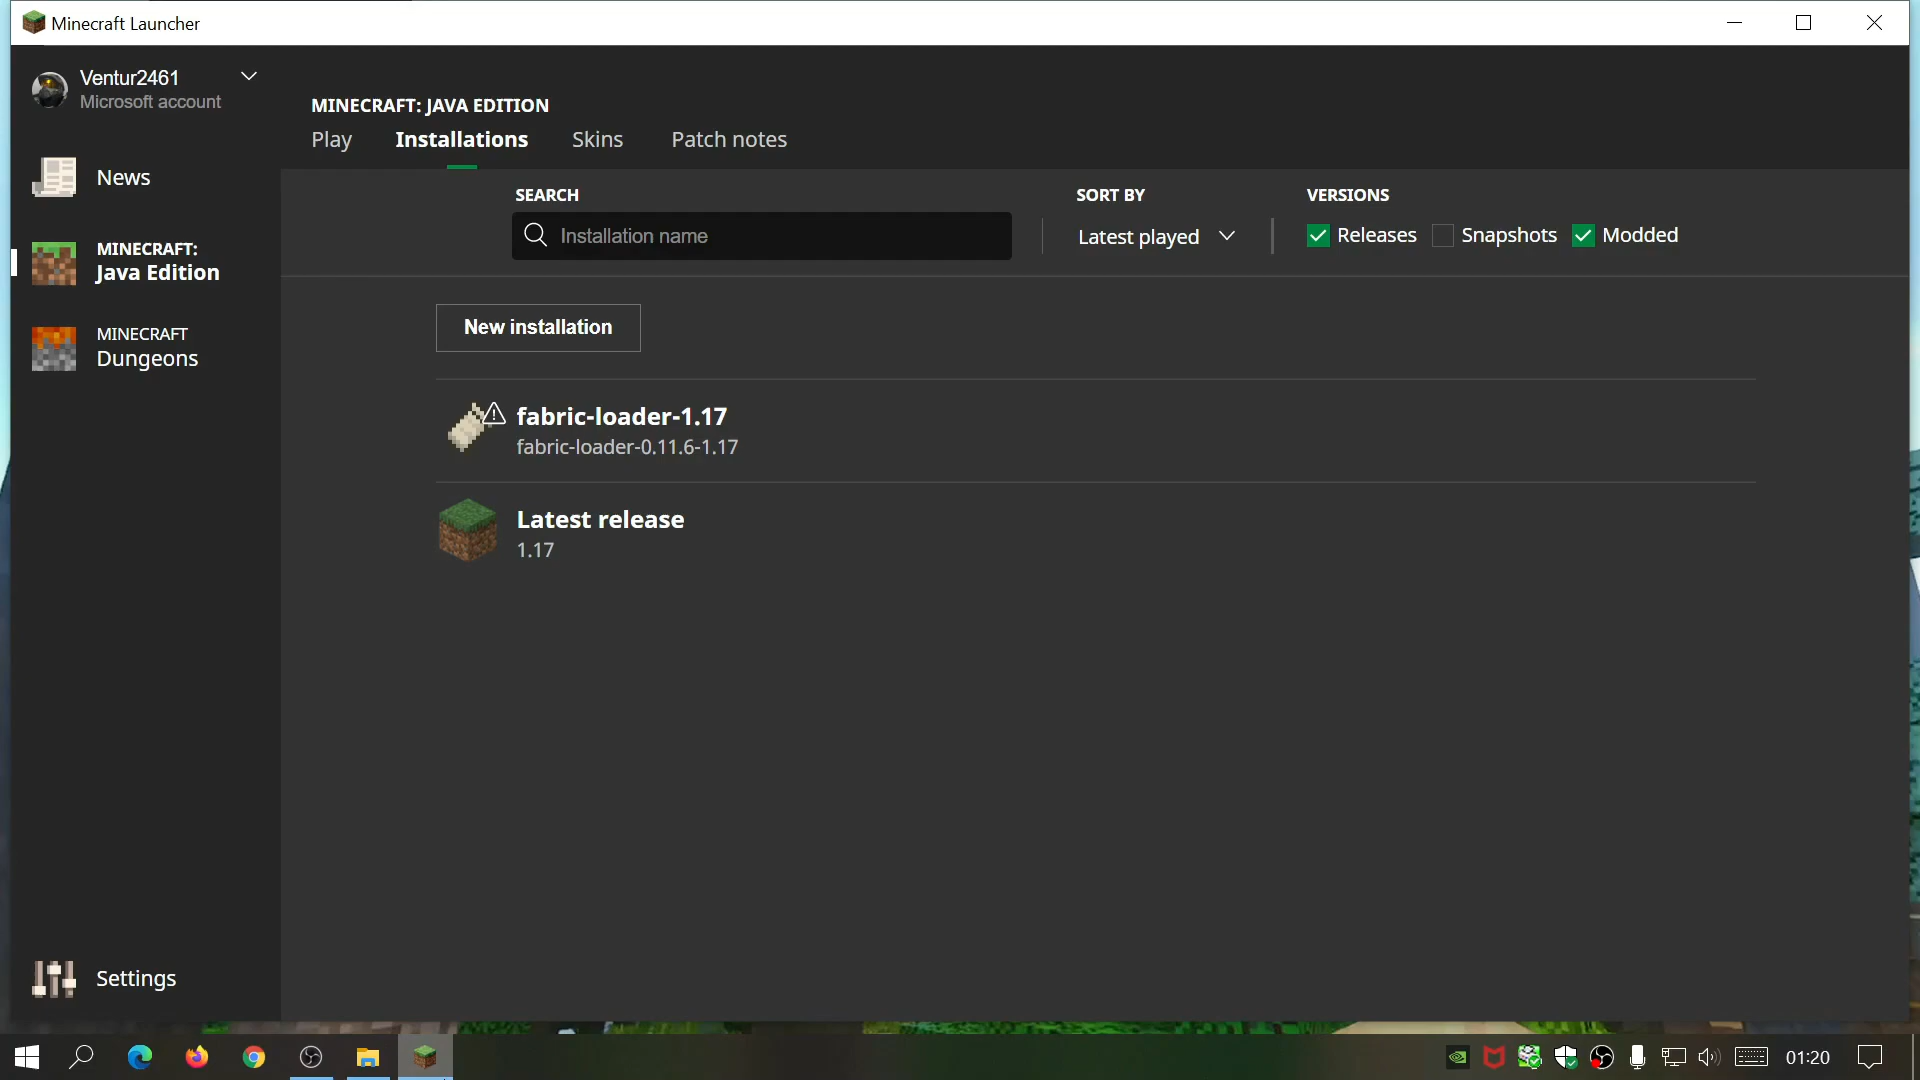 Minecraft Launcher
Ventur2461
Microsoft account
News
MINECRAFT:
Java Edition
MINECRAFT
Dungeons
Settings
MINECRAFT: JAVA EDITION
Play Installations Skins Patch notes
SEARCH SORT BY VERSIONS
Installation name Latest played Releases Snapshots Modded
New installation
fabric-loader-1.17
fabric-loader-0.11.6-1.17
Latest release
1.17
01:20